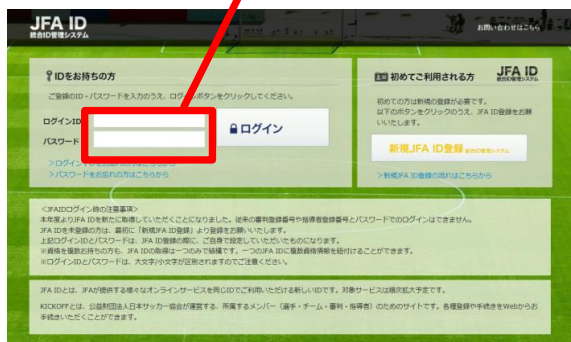 JFA ID
統合ID管理システム
お問い合わせはこちら
IDをお持ちの方
ご登録のID・パスワードを入力のうえ、ログインボタンをクリックしてください。
ログインID
パスワード
ログイン
>ログイン
>パスワードをお忘れの方はこちらから
初めてご利用される方
JFA ID
統合ID管理システム
初めての方は新規の登録が必要です。
以下のボタンをクリックのうえ、JFA ID登録をお願
いいたします。
新規JFA ID登録 統合ID管理システム
>新規JFA ID登録の流れはこちらから
<JFAIDログイン時の注意事項>
本年度よりJFA IDを新たに取得していただくことになりました。従来の審判登録番号や指導者登録番号とパスワードでのログインはできません。
JFA IDを未登録の方は、最初に「新規JFA ID登録」より登録をお願いいたします。
上記ログインIDとパスワードは、JFA ID登録の際に、ご自身で設定していただいたものになります。
※資格を複数お持ちの方も、JFA IDの取得は一つのみで結構です。一つのJFA IDに複数資格情報を紐付けることができます。
※ログインIDとパスワードは、大文字/小文字が区別されますのでご注意ください。
JFA IDとは、JFAが提供する様々なオンラインサービスを同じIDでご利用いただける新しいIDです。対象サービスは順次拡大予定です。
KICKOFFとは、公益財団法人日本サッカー協会が運営する、所属するメンバー（選手・チーム・審判・指導者）のためのサイトです。各種登録や手続きをWebからお
手続きいただくことができます。